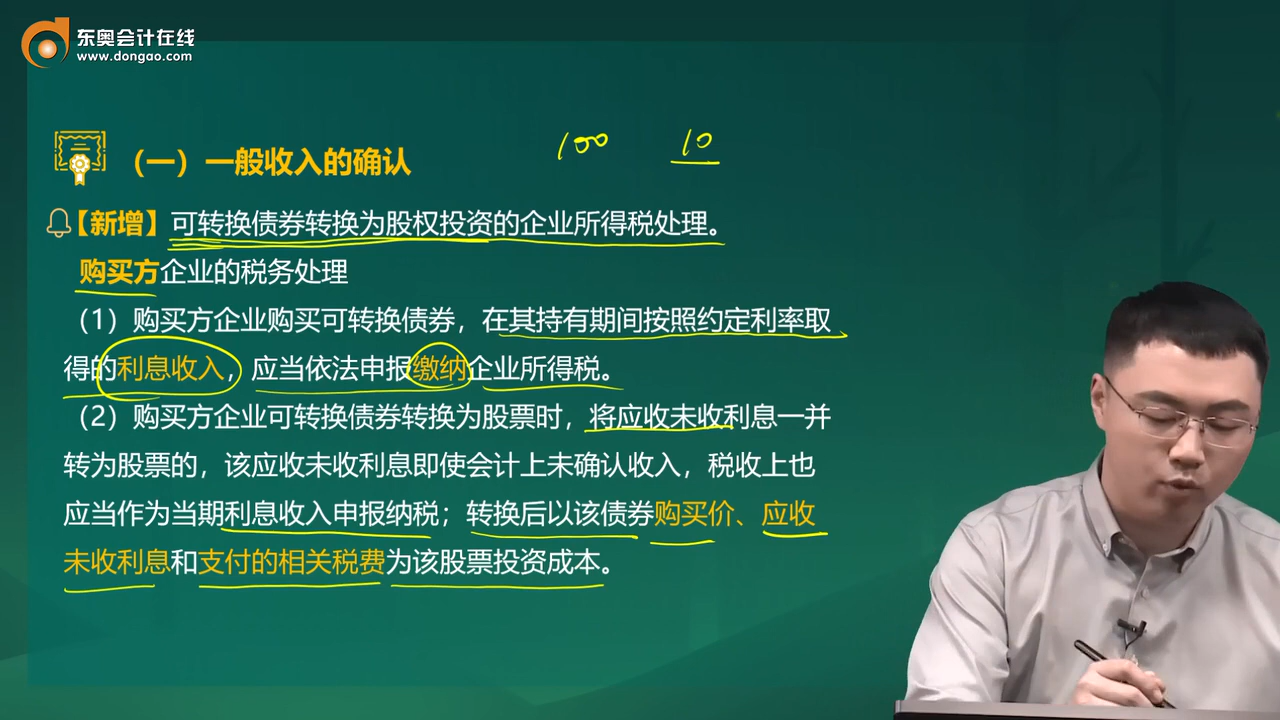 东奥会计在线
www.dongao.com
100 10
（一）一般收入的确认
【新增】可转换债券转换为股权投资的企业所得税处理。
购买方企业的税务处理
（1）购买方企业购买可转换债券，在其持有期间按照约定利率取
得的利息收入，应当依法申报缴纳企业所得税。
（2）购买方企业可转换债券转换为股票时，将应收未收利息一并
转为股票的，该应收未收利息即使会计上未确认收入，税收上也
应当作为当期利息收入申报纳税；转换后以该债券购买价、应收
未收利息和支付的相关税费为该股票投资成本。